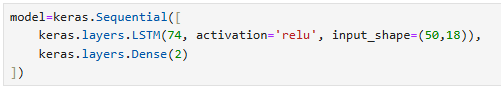 model=keras.Sequential([
    keras.layers.LSTM(74, activation='relu', input_shape=(50,18)),
    keras.layers.Dense(2)
])